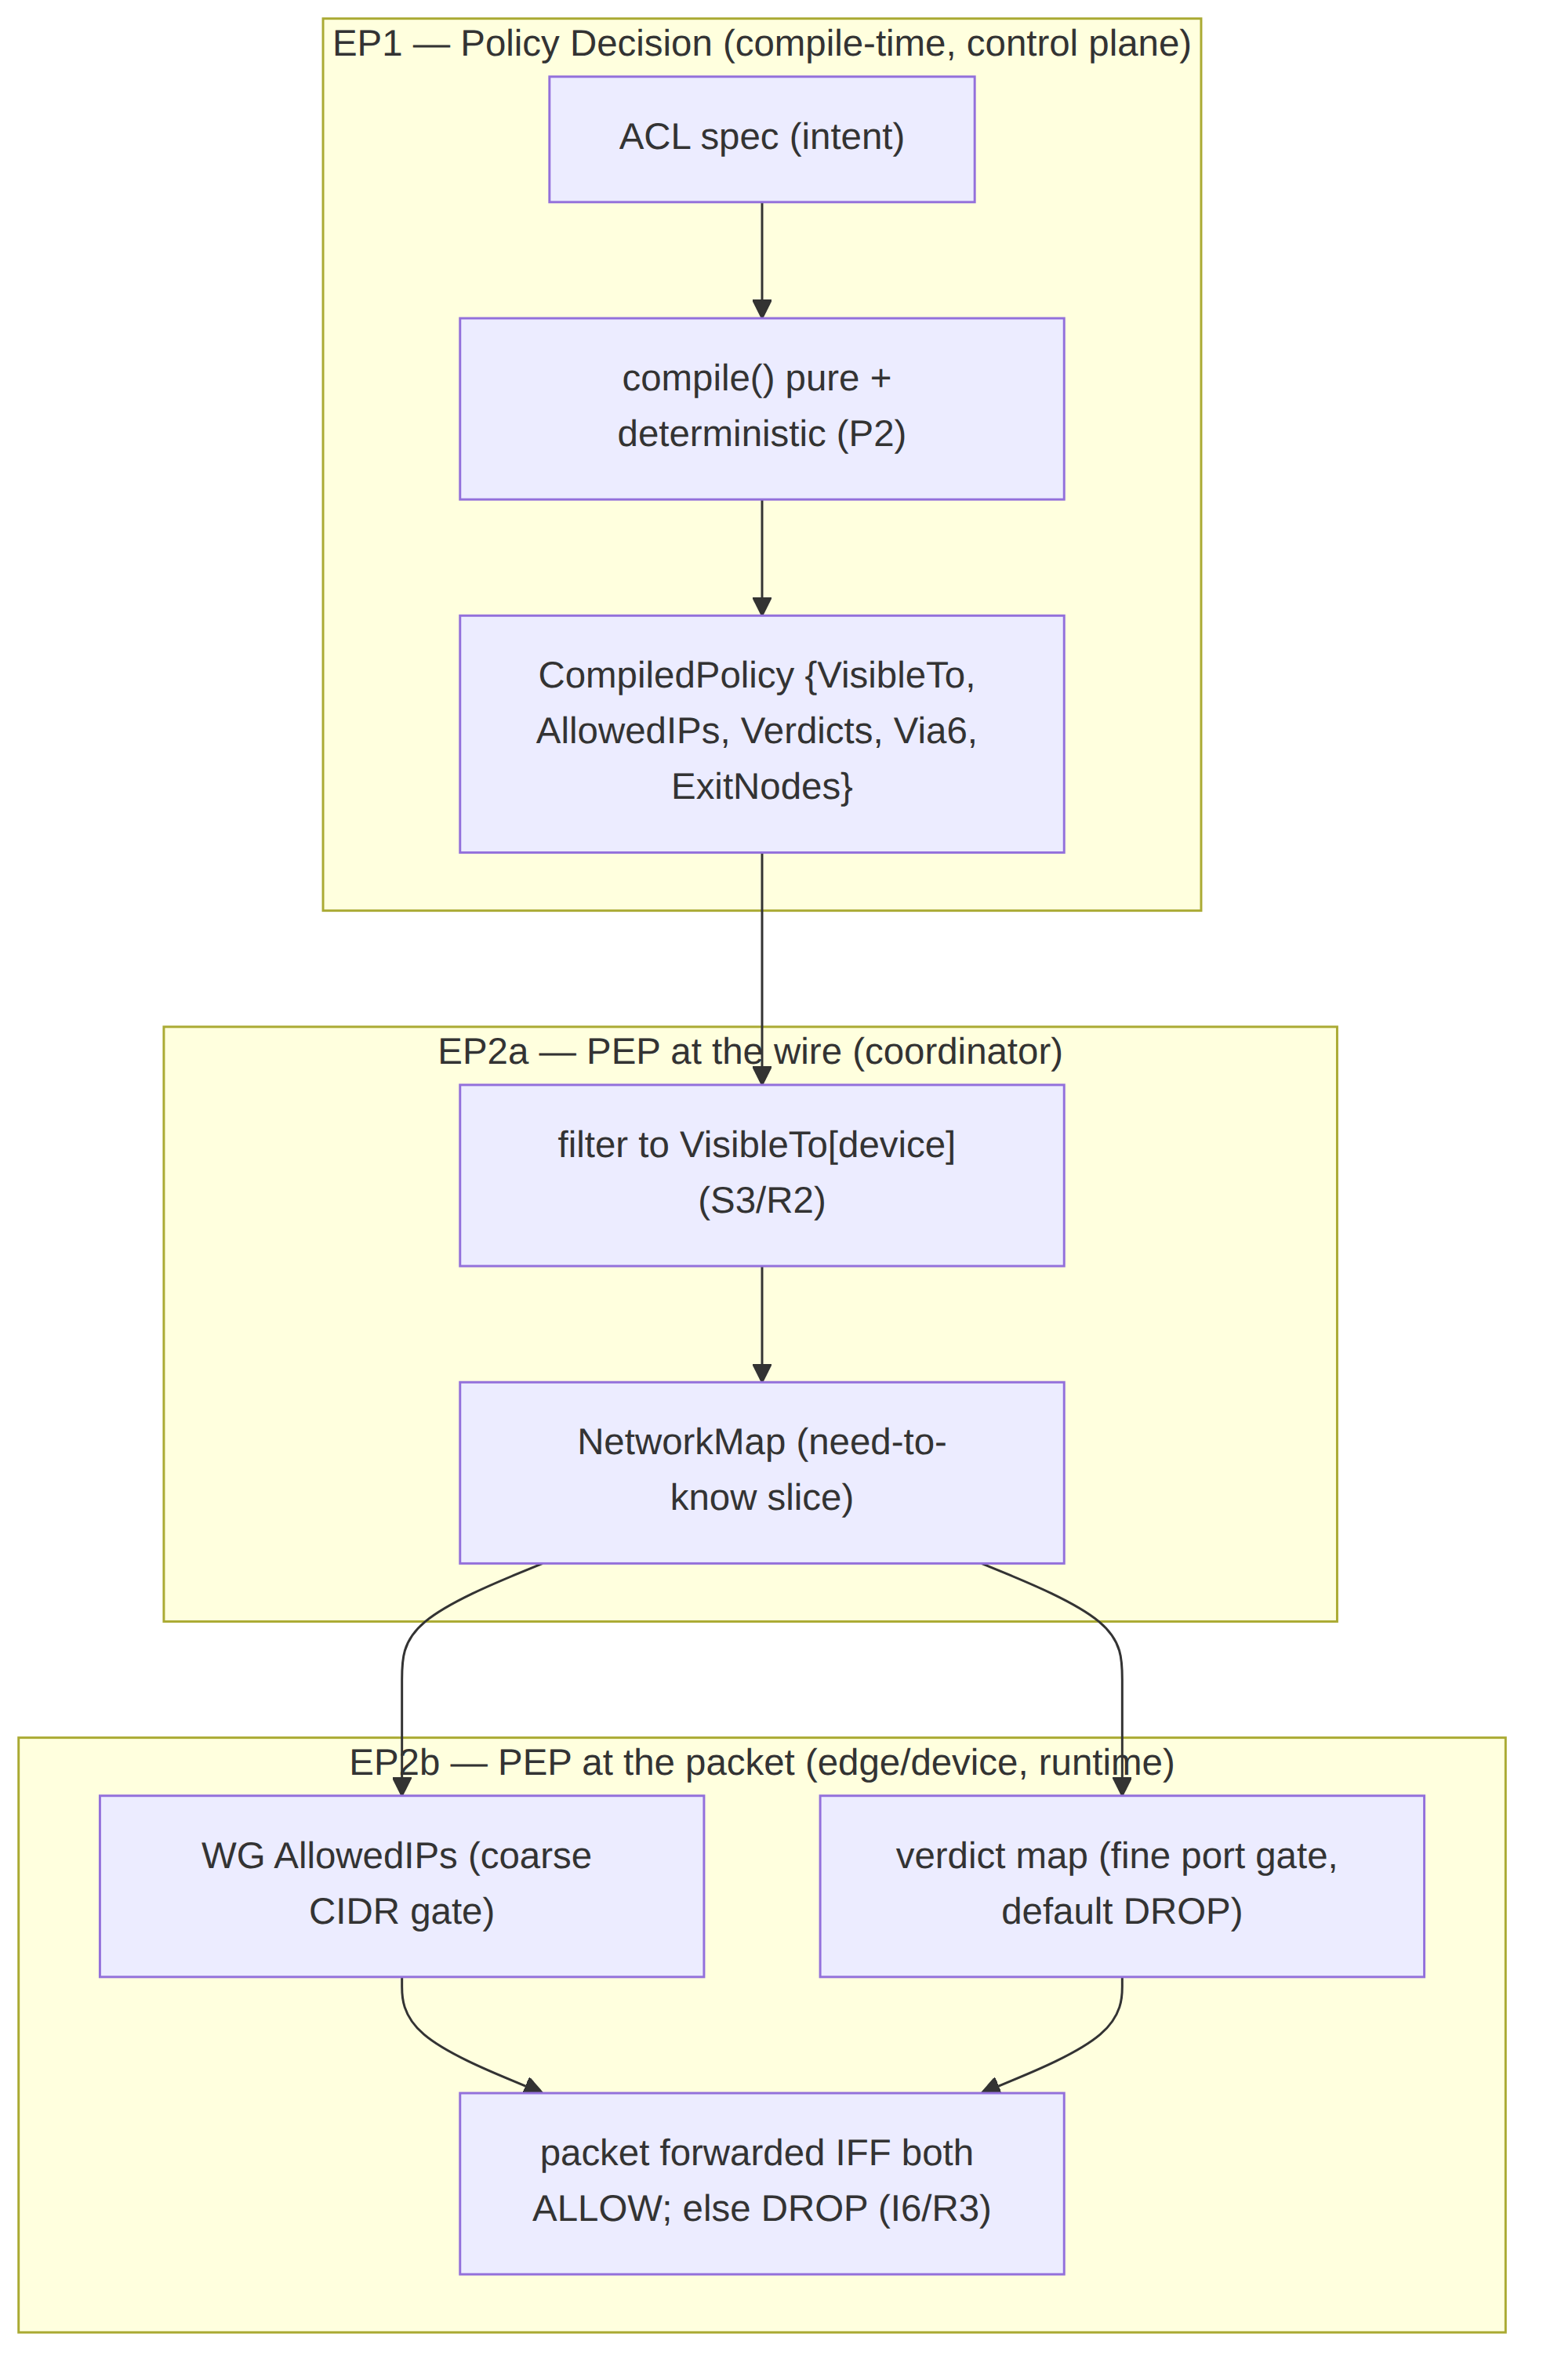 EP1 — Policy Decision (compile-time, control plane)
ACL spec (intent)
compile() pure +
deterministic (P2)
CompiledPolicy {VisibleTo,
AllowedIPs, Verdicts, Via6,
ExitNodes}
EP2a — PEP at the wire (coordinator)
filter to VisibleTo[device]
(S3/R2)
NetworkMap (need-to-
know slice)
EP2b — PEP at the packet (edge/device, runtime)
WG AllowedIPs (coarse
CIDR gate)
verdict map (fine port gate,
default DROP)
packet forwarded IFF both
ALLOW; else DROP (I6/R3)